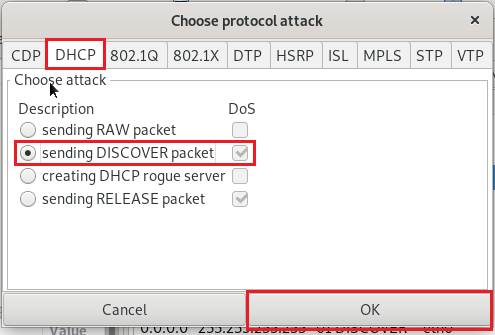 Choose protocol attack ×
CDP DHCP 802.1Q 802.1X DTP HSRP ISL MPLS STP VTP
Choose attack
Description DoS
sending RAW packet
sending DISCOVER packet
creating DHCP rogue server
sending RELEASE packet
Cancel OK
Value 0.0.0.0 255.255.255.255 01 DISCOVER